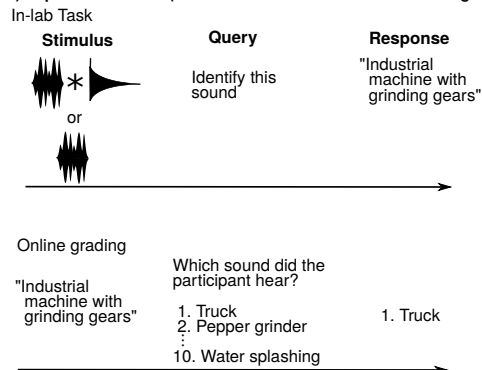 In-lab Task
Stimulus Query Response
*
or
Identify this
sound
"Industrial
machine with
grinding gears"
Online grading
"Industrial
machine with
grinding gears"
Which sound did the
participant hear?
1. Truck
2. Pepper grinder
⋮
10. Water splashing
1. Truck